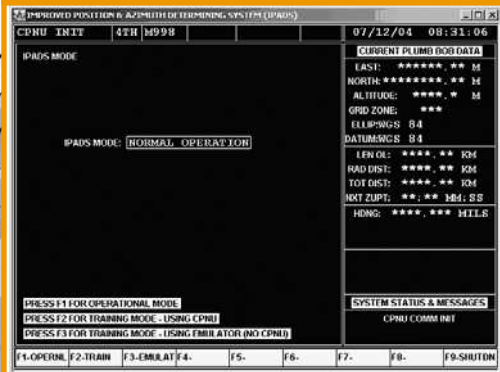 IMPROVED POSITION & AZIMUTH DETERMINING SYSTEM (IPADS)
CPNU INIT 4TH M998 07/12/04 08:31:06
IPADS MODE
IPADS MODE: NORMAL OPERATION
PRESS F1 FOR OPERATIONAL MODE
PRESS F2 FOR TRAINING MODE - USING CPNU
PRESS F3 FOR TRAINING MODE - USING EMULATOR (NO CPNU)
CURRENT PLUMB BOB DATA
EAST: ******.** M
NORTH: ********.** M
ALTITUDE: ****.* M
GRID ZONE: ***
ELLIP:WGS 84
DATUM:WGS 84
LEN OL: ****.** KM
RAD DIST: ****.** KM
TOT DIST: ****.** KM
NXT ZUPT: **:** MM:SS
HDNG: ****.*** MILS
SYSTEM STATUS & MESSAGES
CPNU COMM INIT
F1-OPERNL F2-TRAIN F3-EMULAT F4- F5- F6- F7- F8- F9-SHUTDN